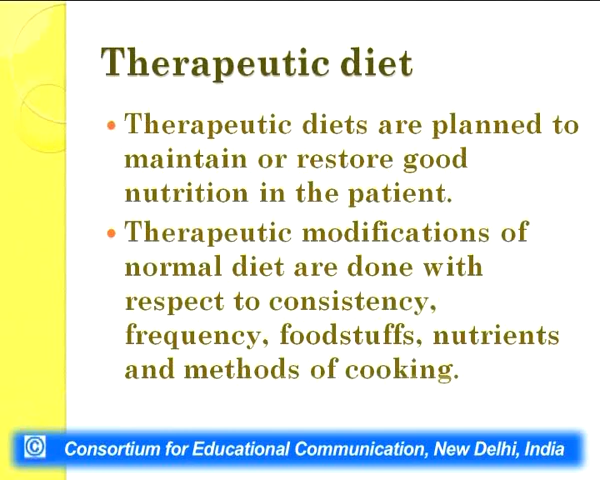 Therapeutic diet
• Therapeutic diets are planned to
maintain or restore good
nutrition in the patient.
• Therapeutic modifications of
normal diet are done with
respect to consistency,
frequency, foodstuffs, nutrients
and methods of cooking.
© Consortium for Educational Communication, New Delhi, India